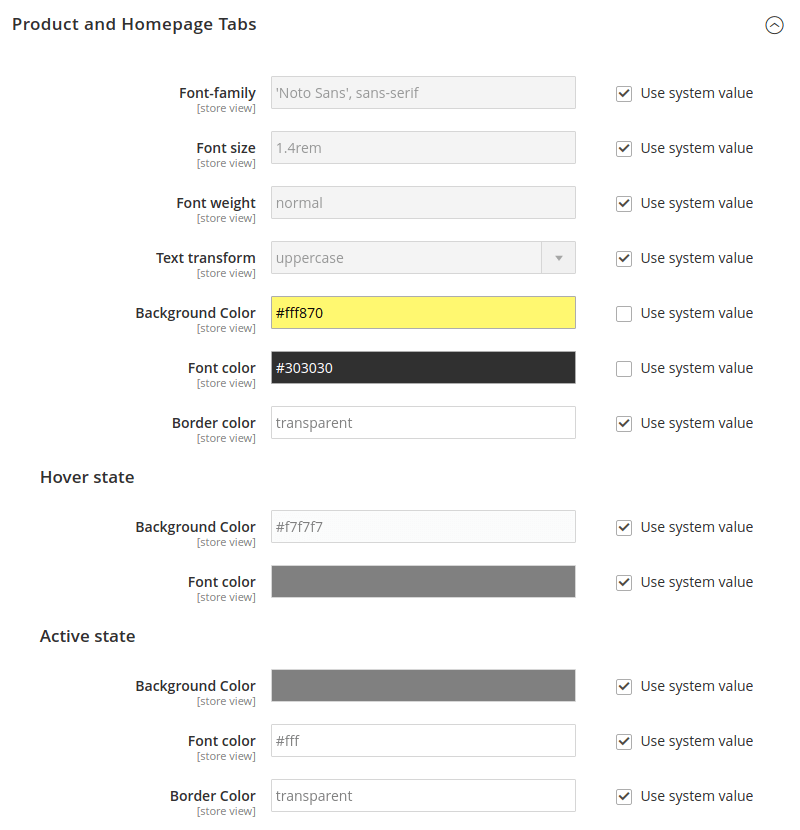 Product and Homepage Tabs
Font-family
'Noto Sans', sans-serif
Use system value
[store view]
Font size
1.4rem
Use system value
[store view]
Font weight
normal
Use system value
[store view]
Text transform
uppercase
Use system value
[store view]
Background Color
#fff870
Use system value
[store view]
Font color
#303030
Use system value
[store view]
Border color
transparent
Use system value
[store view]
Hover state
Background Color
#f7f7f7
Use system value
[store view]
Font color
Use system value
[store view]
Active state
Background Color
Use system value
[store view]
Font color
#fff
Use system value
[store view]
Border Color
transparent
Use system value
[store view]